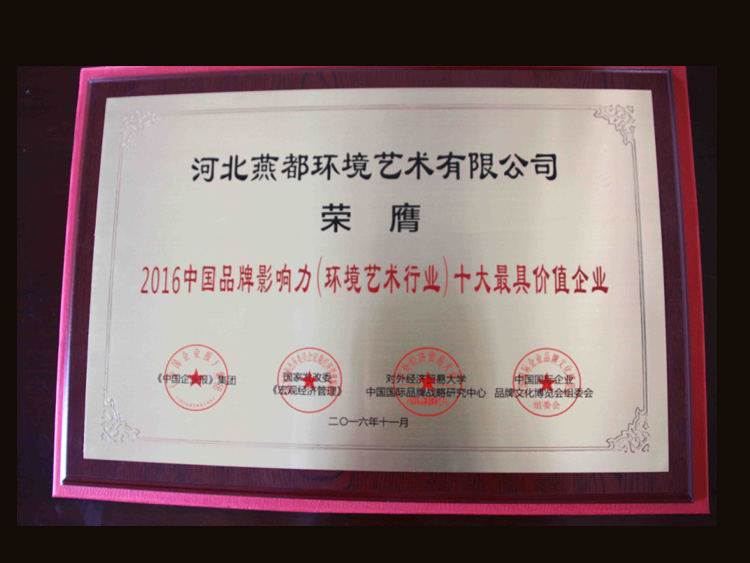 河北燕都环境艺术有限公司
荣 膺
2016中国品牌影响力(环境艺术行业)十大最具价值企业
《中国企业报》集团
国家发改委
《宏观经济管理》
对外经济贸易大学
中国国际品牌战略研究中心
中国国际企业
品牌文化博览会组委会
组委会
二〇一六年十一月